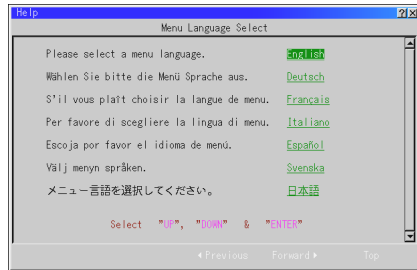 Help
Menu Language Select
Please select a menu language. English
Wählen Sie bitte die Menü Sprache aus. Deutsch
S'il vous plaît choisir la langue de menu. Français
Per favore di scegliere la lingua di menu. Italiano
Escoja por favor el idioma de menú. Español
Välj menyn språken. Svenska
メニュー言語を選択してください。 日本語
Select "UP", "DOWN" & "ENTER"
Previous Forward Top